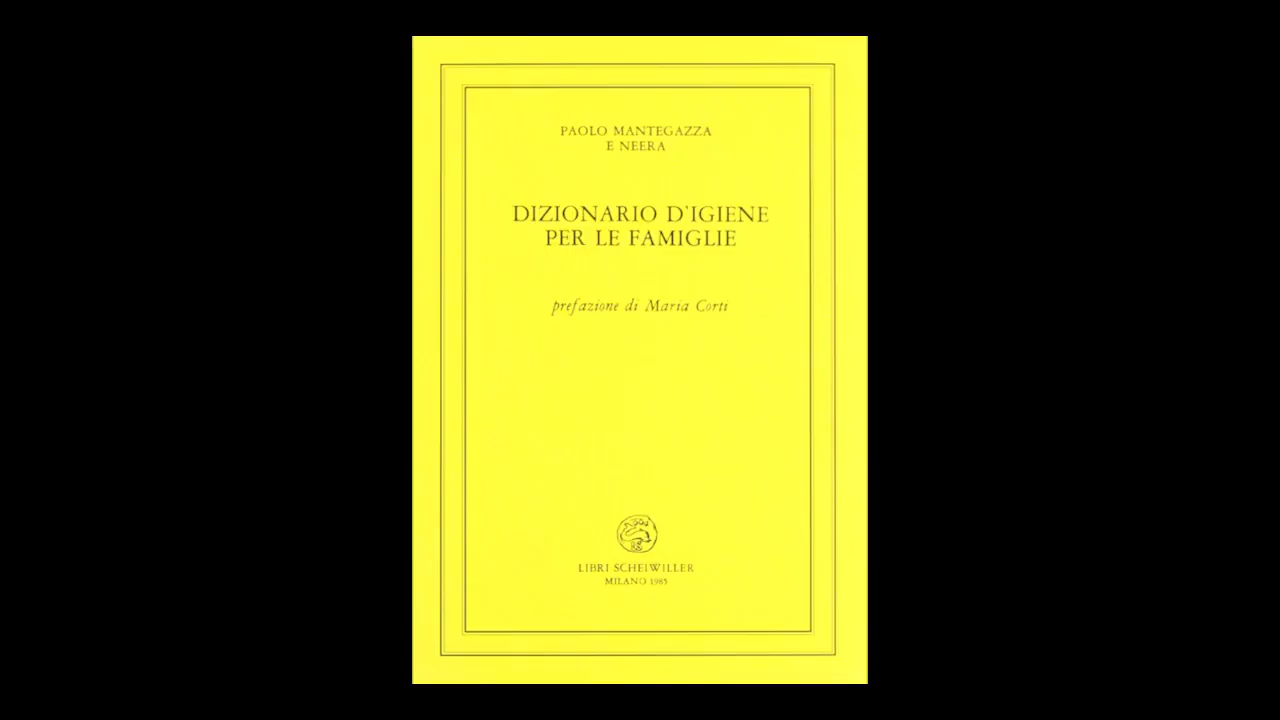 PAOLO MANTEGAZZA
E NEERA
DIZIONARIO D'IGIENE
PER LE FAMIGLIE
prefazione di Maria Corti
LIBRI SCHEIWILLER
MILANO 1985